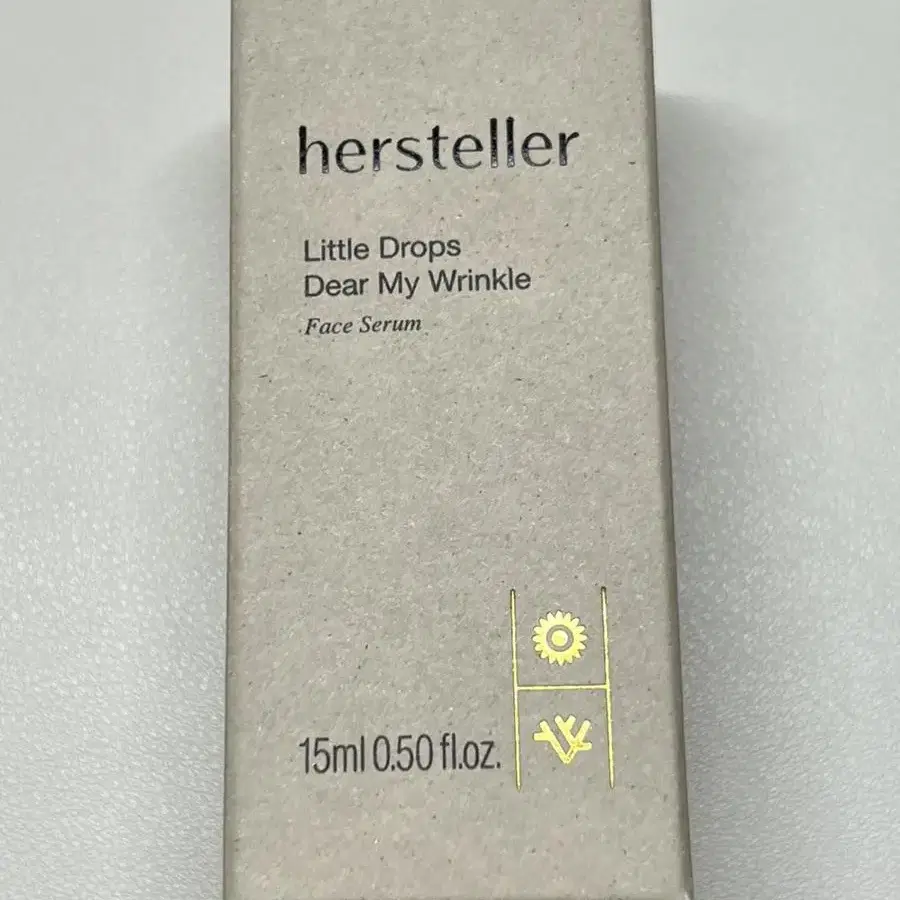 hersteller
Little Drops
Dear My Wrinkle
Face Serum
15ml 0.50 fl.oz.